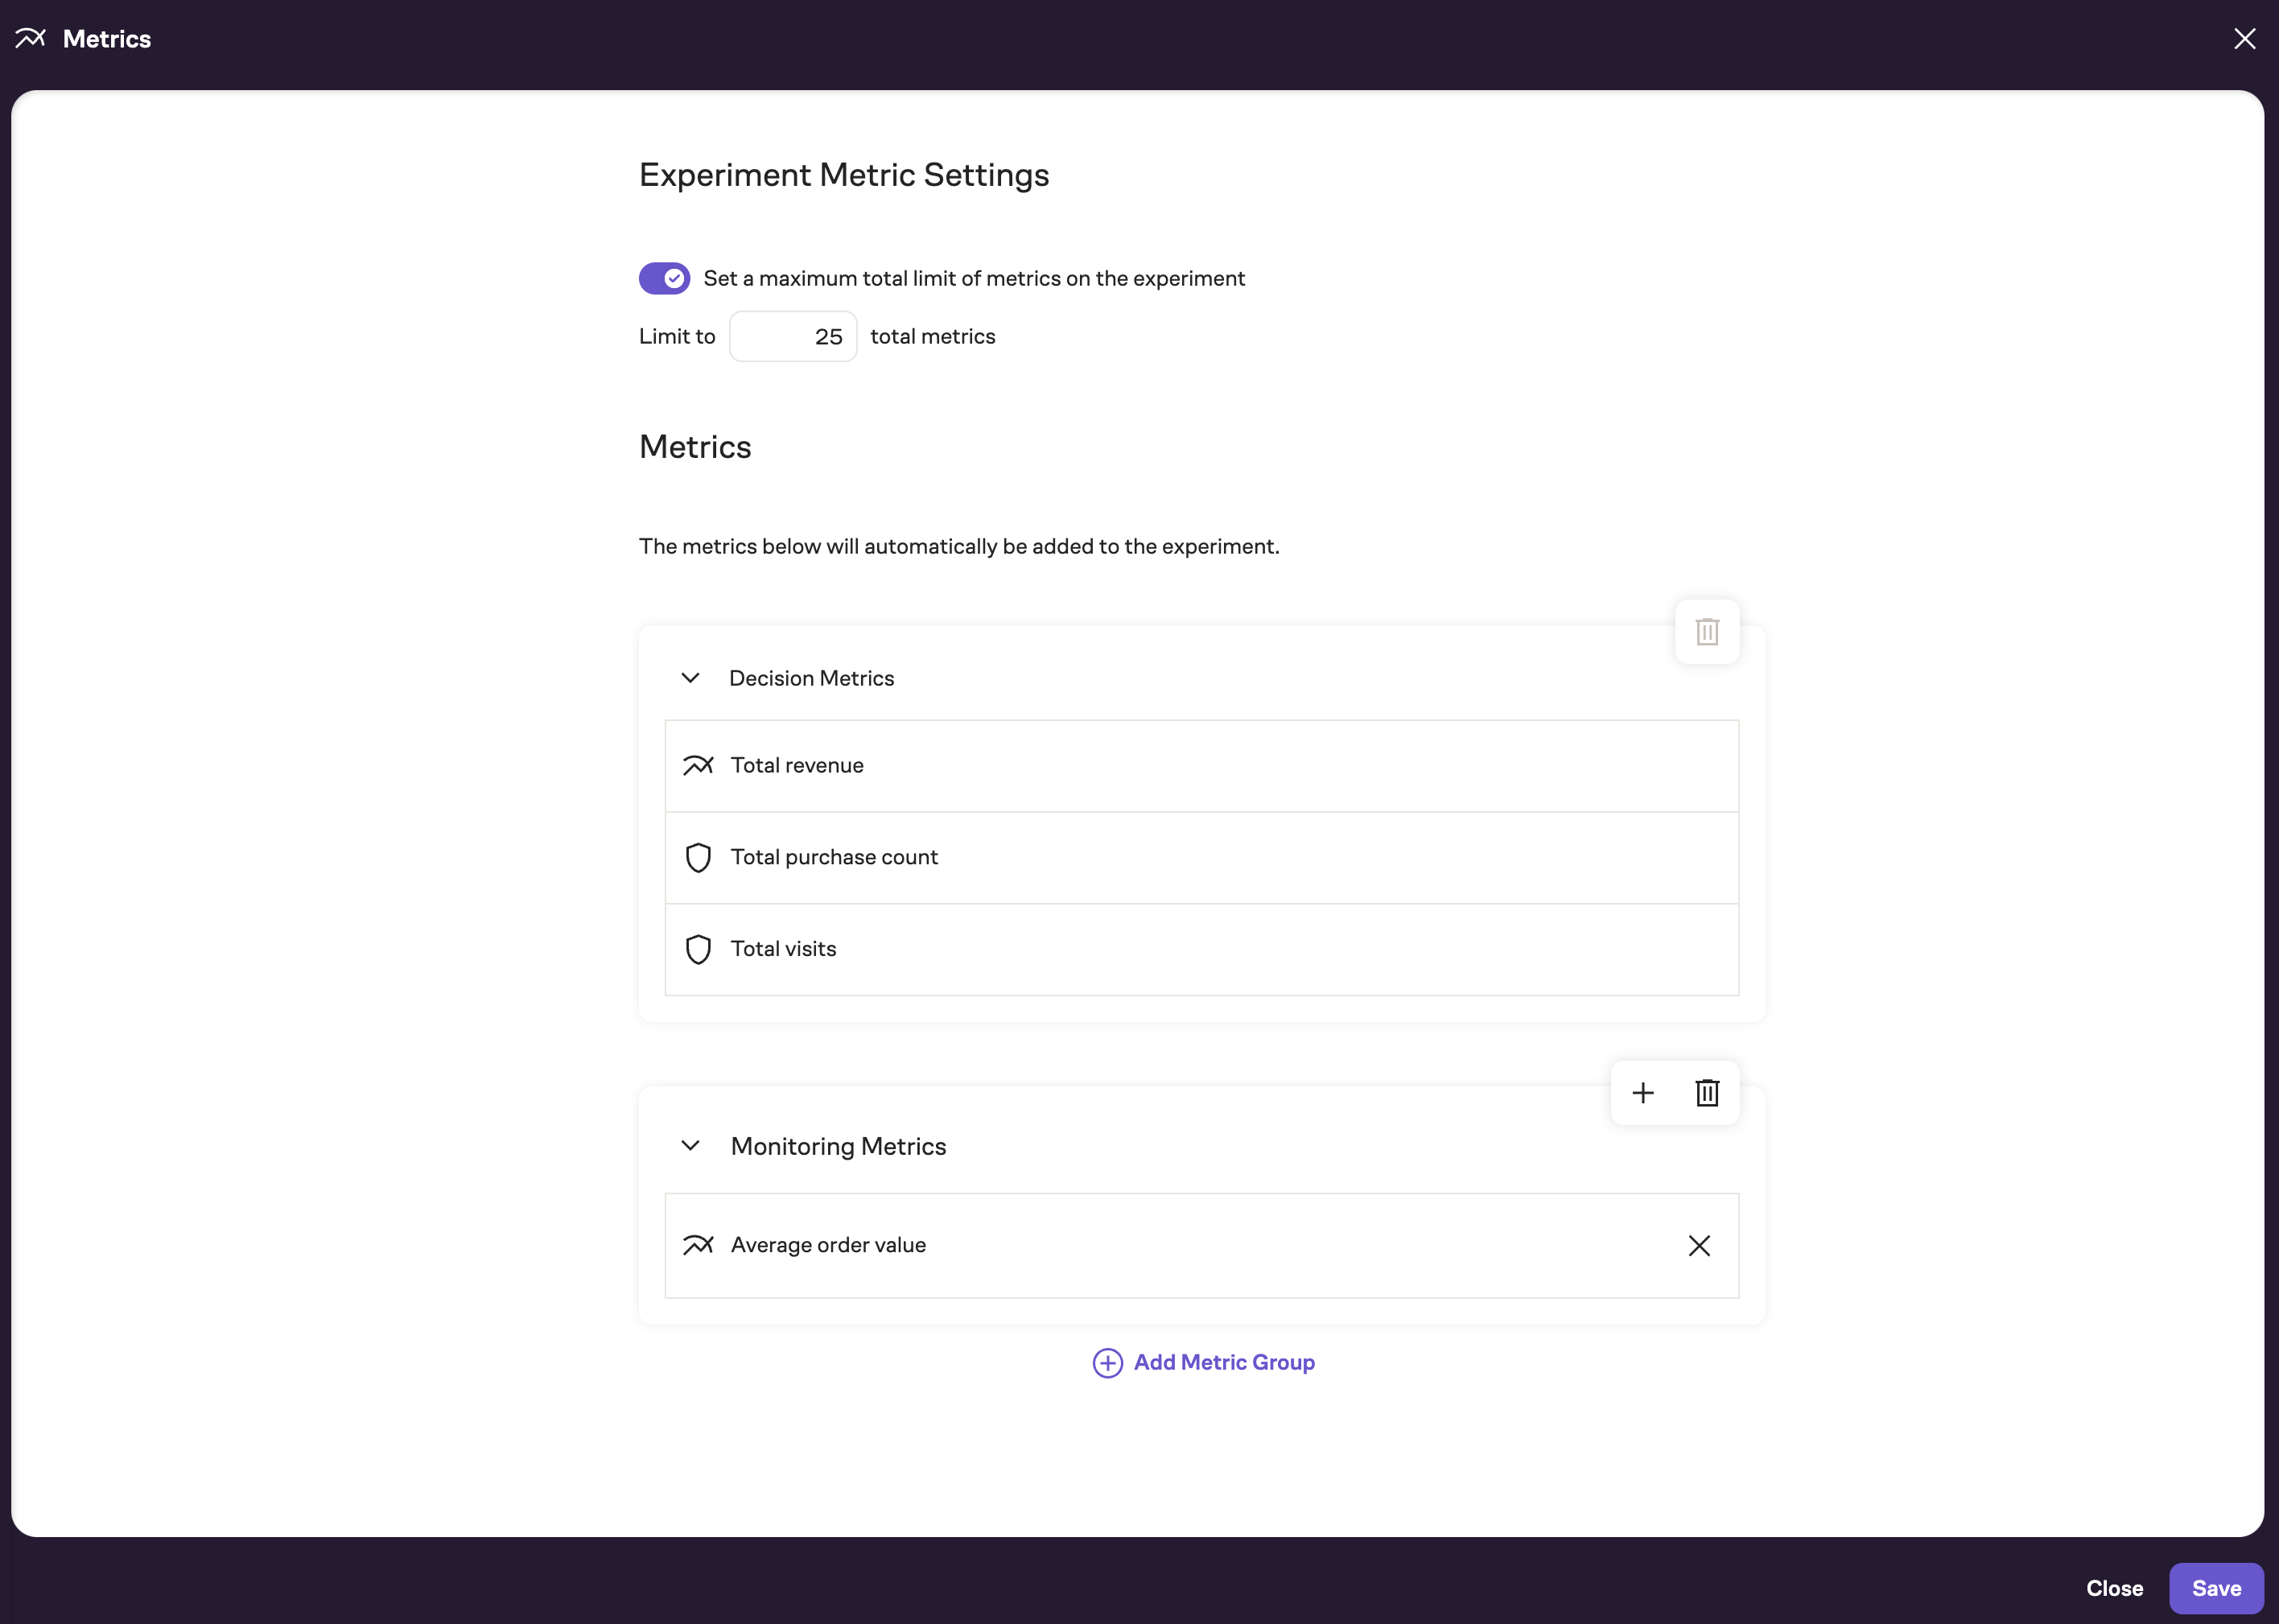 Metrics
Experiment Metric Settings
Set a maximum total limit of metrics on the experiment
Limit to 25 total metrics
Metrics
The metrics below will automatically be added to the experiment.
Decision Metrics
Total revenue
Total purchase count
Total visits
Monitoring Metrics
Average order value
Add Metric Group
Close Save